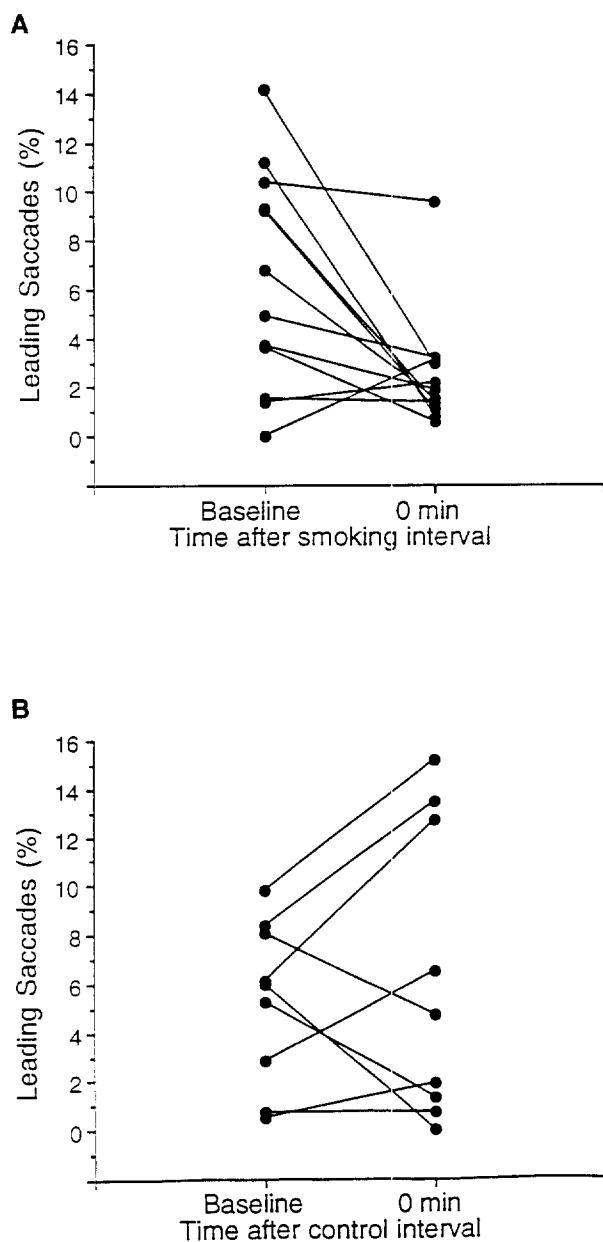 A
16
14
12
10
8
6
4
2
0
Leading Saccades (%)
Baseline 0 min
Time after smoking interval
B
16
14
12
10
8
6
4
2
0
Leading Saccades (%)
Baseline 0 min
Time after control interval